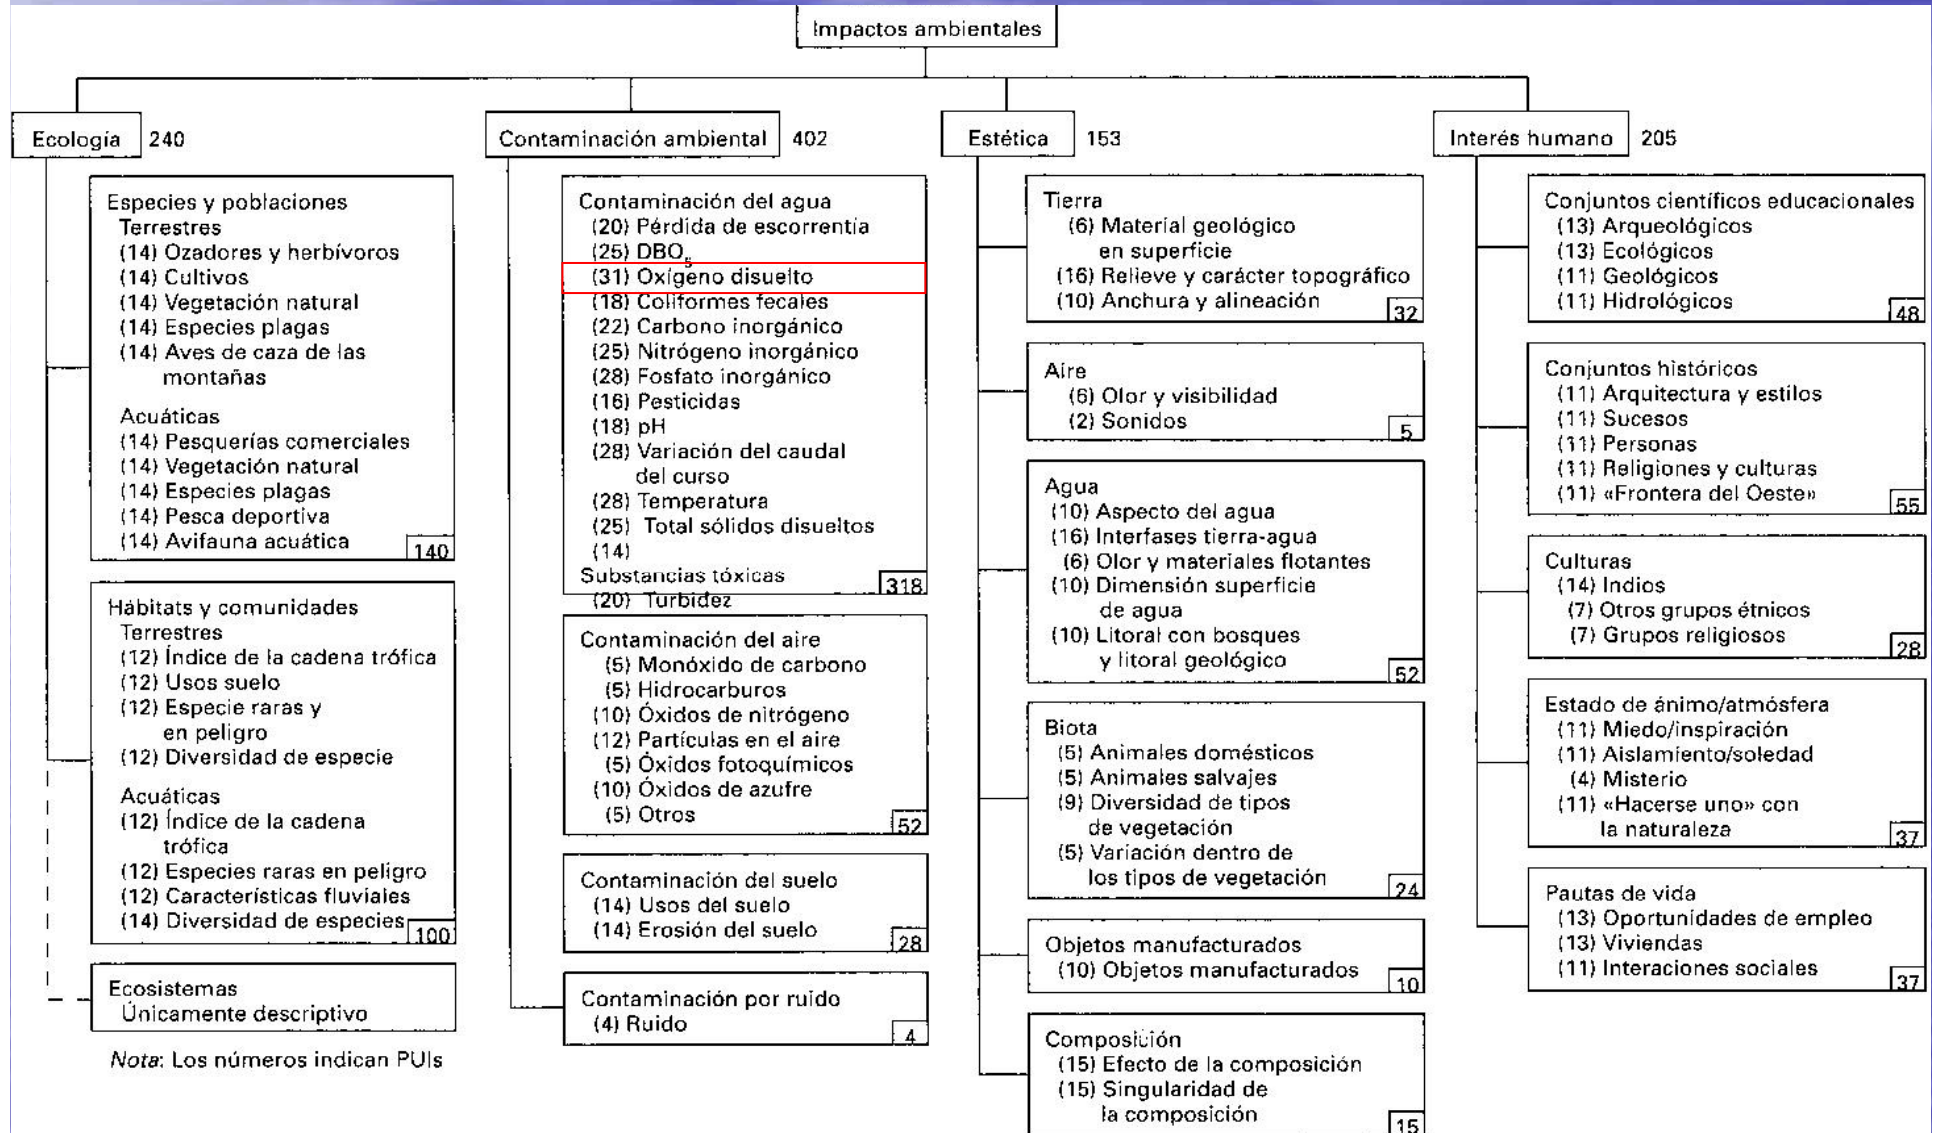 Impactos ambientales
Ecología 240
Especies y poblaciones
Terrestres
(14) Ozadores y herbívoros
(14) Cultivos
(14) Vegetación natural
(14) Especies plagas
(14) Aves de caza de las
montañas
Acuáticas
(14) Pesquerías comerciales
(14) Vegetación natural
(14) Especies plagas
(14) Pesca deportiva
(14) Avifauna acuática
140
Hábitats y comunidades
Terrestres
(12) Índice de la cadena trófica
(12) Usos suelo
(12) Especie raras y
en peligro
(12) Diversidad de especie
Acuáticas
(12) Índice de la cadena
trófica
(12) Especies raras en peligro
(12) Características fluviales
(14) Diversidad de especies
100
Ecosistemas
Únicamente descriptivo
Nota: Los números indican PUIs
Contaminación ambiental 402
Contaminación del agua
(20) Pérdida de escorrentía
(25) DBO5
(31) Oxígeno disuelto
(18) Coliformes fecales
(22) Carbono inorgánico
(25) Nitrógeno inorgánico
(28) Fosfato inorgánico
(16) Pesticidas
(18) pH
(28) Variación del caudal
del curso
(28) Temperatura
(25) Total sólidos disueltos
(14)
Substancias tóxicas
(20) Turbidez
318
Contaminación del aire
(5) Monóxido de carbono
(5) Hidrocarburos
(10) Óxidos de nitrógeno
(12) Partículas en el aire
(5) Óxidos fotoquímicos
(10) Óxidos de azufre
(5) Otros
52
Contaminación del suelo
(14) Usos del suelo
(14) Erosión del suelo
28
Contaminación por ruido
(4) Ruido
4
Estética 153
Tierra
(6) Material geológico
en superficie
(16) Relieve y carácter topográfico
(10) Anchura y alineación
32
Aire
(6) Olor y visibilidad
(2) Sonidos
5
Agua
(10) Aspecto del agua
(16) Interfases tierra-agua
(6) Olor y materiales flotantes
(10) Dimensión superficie
de agua
(10) Litoral con bosques
y litoral geológico
52
Biota
(5) Animales domésticos
(5) Animales salvajes
(9) Diversidad de tipos
de vegetación
(5) Variación dentro de
los tipos de vegetación
24
Objetos manufacturados
(10) Objetos manufacturados
10
Composición
(15) Efecto de la composición
(15) Singularidad de
la composición
15
Interés humano 205
Conjuntos científicos educacionales
(13) Arqueológicos
(13) Ecológicos
(11) Geológicos
(11) Hidrológicos
48
Conjuntos históricos
(11) Arquitectura y estilos
(11) Sucesos
(11) Personas
(11) Religiones y culturas
(11) «Frontera del Oeste»
55
Culturas
(14) Indios
(7) Otros grupos étnicos
(7) Grupos religiosos
28
Estado de ánimo/atmósfera
(11) Miedo/inspiración
(11) Aislamiento/soledad
(4) Misterio
(11) «Hacerse uno» con
la naturaleza
37
Pautas de vida
(13) Oportunidades de empleo
(13) Viviendas
(11) Interaciones sociales
37